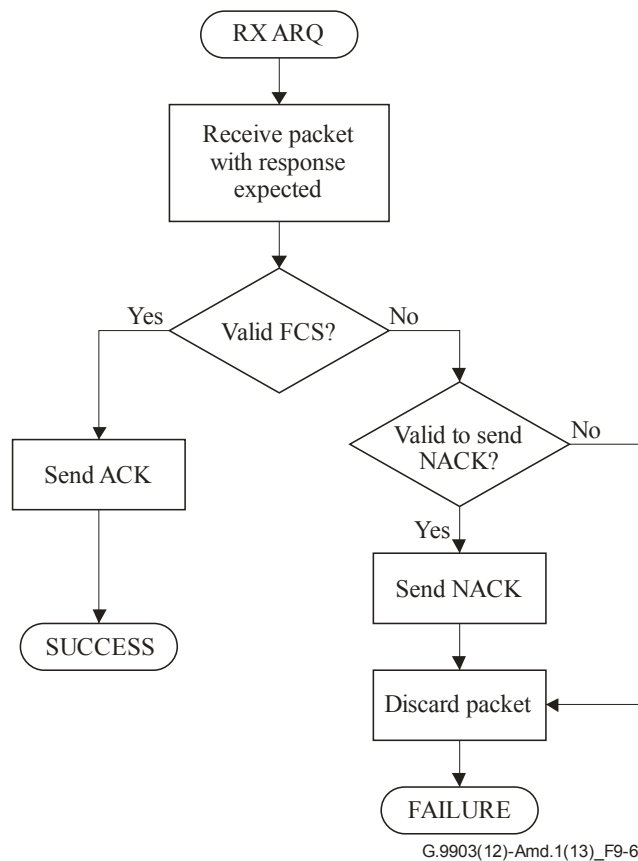 RX ARQ
Receive packet
with response
expected
Yes
Valid FCS?
No
Valid to send
NACK?
No
Send ACK
Yes
Send NACK
SUCCESS
Discard packet
FAILURE
G.9903(12)-Amd.1(13)_F9-6